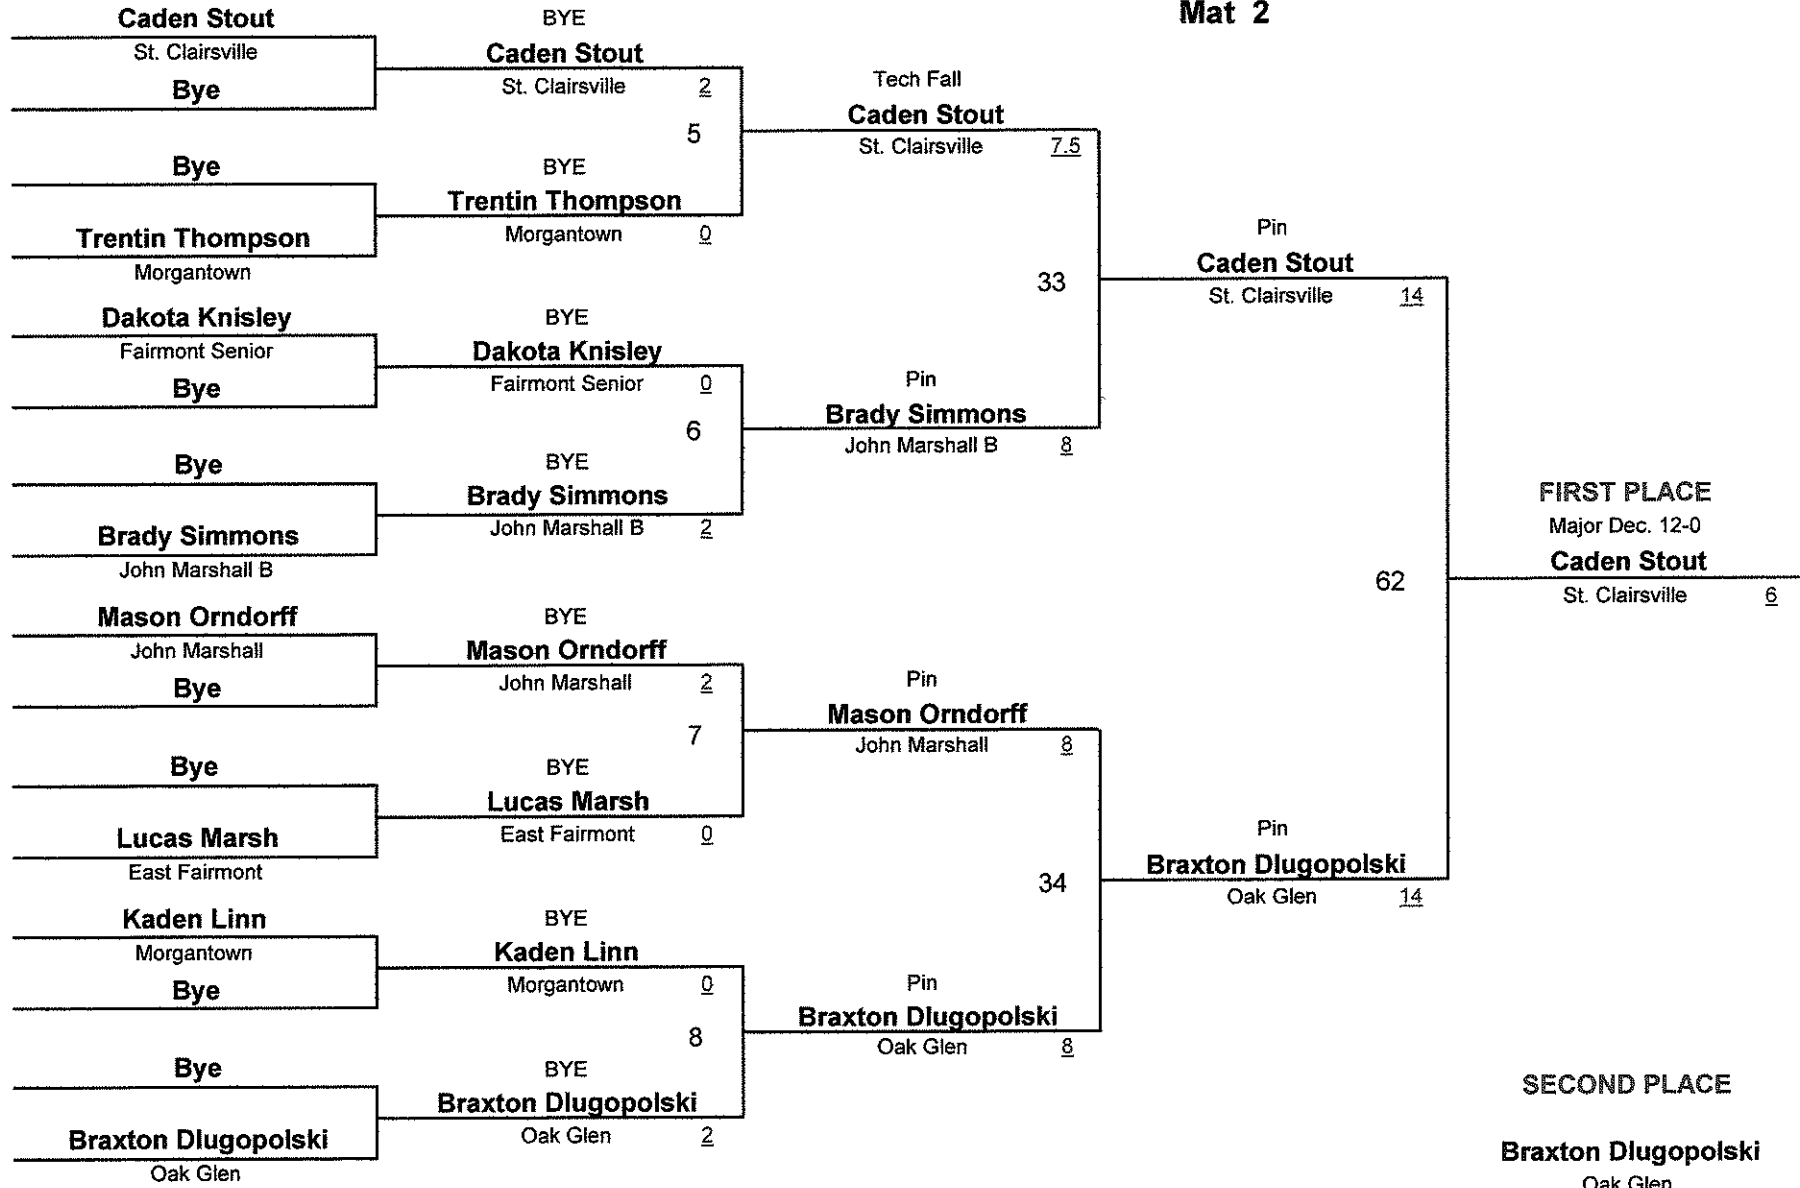 Mat 2
Caden Stout
St. Clairsville
Bye
Bye
Trentin Thompson
Morgantown
Dakota Knisley
Fairmont Senior
Bye
Bye
Brady Simmons
John Marshall B
Mason Orndorff
John Marshall
Bye
Bye
Lucas Marsh
East Fairmont
Kaden Linn
Morgantown
Bye
Bye
Braxton Dlugopolski
Oak Glen
BYE
Caden Stout
St. Clairsville 2
5
BYE
Trentin Thompson
Morgantown 0
BYE
Dakota Knisley
Fairmont Senior 0
6
BYE
Brady Simmons
John Marshall B 2
BYE
Mason Orndorff
John Marshall 2
7
BYE
Lucas Marsh
East Fairmont 0
BYE
Kaden Linn
Morgantown 0
8
BYE
Braxton Dlugopolski
Oak Glen 2
Tech Fall
Caden Stout
St. Clairsville 7.5
33
Pin
Brady Simmons
John Marshall B 8
Pin
Mason Orndorff
John Marshall 8
34
Pin
Braxton Dlugopolski
Oak Glen 8
Pin
Caden Stout
St. Clairsville 14
62
Pin
Braxton Dlugopolski
Oak Glen 14
FIRST PLACE
Major Dec. 12-0
Caden Stout
St. Clairsville 6
SECOND PLACE
Braxton Dlugopolski
Oak Glen